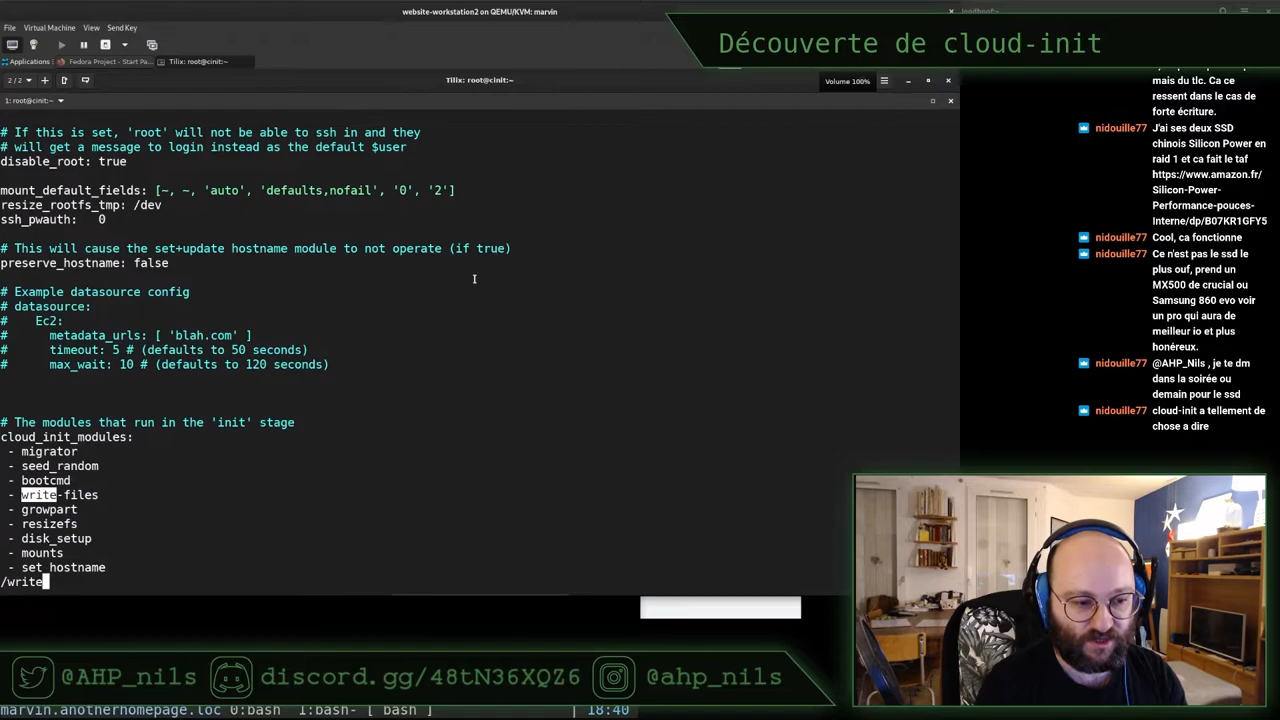 website-workstation2 on QEMU/KVM: marvin
File Virtual Machine View Send Key
Applications Fedora Project - Start Pa... Tilix: root@cinit:~
2/2 Tilix: root@cinit:~ Volume 100%
1: root@cinit:~
# If this is set, 'root' will not be able to ssh in and they
# will get a message to login instead as the default $user
disable_root: true
mount_default_fields: [~, ~, 'auto', 'defaults,nofail', '0', '2']
resize_rootfs_tmp: /dev
ssh_pwauth: 0
# This will cause the set+update hostname module to not operate (if true)
preserve_hostname: false
# Example datasource config
# datasource:
# Ec2:
# metadata_urls: [ 'blah.com' ]
# timeout: 5 # (defaults to 50 seconds)
# max_wait: 10 # (defaults to 120 seconds)
# The modules that run in the 'init' stage
cloud_init_modules:
- migrator
- seed_random
- bootcmd
- write-files
- growpart
- resizefs
- disk_setup
- mounts
- set_hostname
/write
Découverte de cloud-init
mais du tlc. Ca ce
ressent dans le cas de
forte écriture.
nidouille77 J'ai ses deux SSD
chinois Silicon Power en
raid 1 et ca fait le taf
https://www.amazon.fr/
Silicon-Power-
Performance-pouces-
Interne/dp/B07KR1GFY5
nidouille77 Cool, ca fonctionne
nidouille77 Ce n'est pas le ssd le
plus ouf, prend un
MX500 de crucial ou
Samsung 860 evo voir
un pro qui aura de
meilleur io et plus
honéreux.
nidouille77 @AHP_Nils , je te dm
dans la soirée ou
demain pour le ssd
nidouille77 cloud-init a tellement de
chose a dire
@AHP_nils discord.gg/48tN36XQZ6 @ahp_nils
marvin.anotherhomepage.loc 0:bash 1:bash- [ bash ] | 18:40